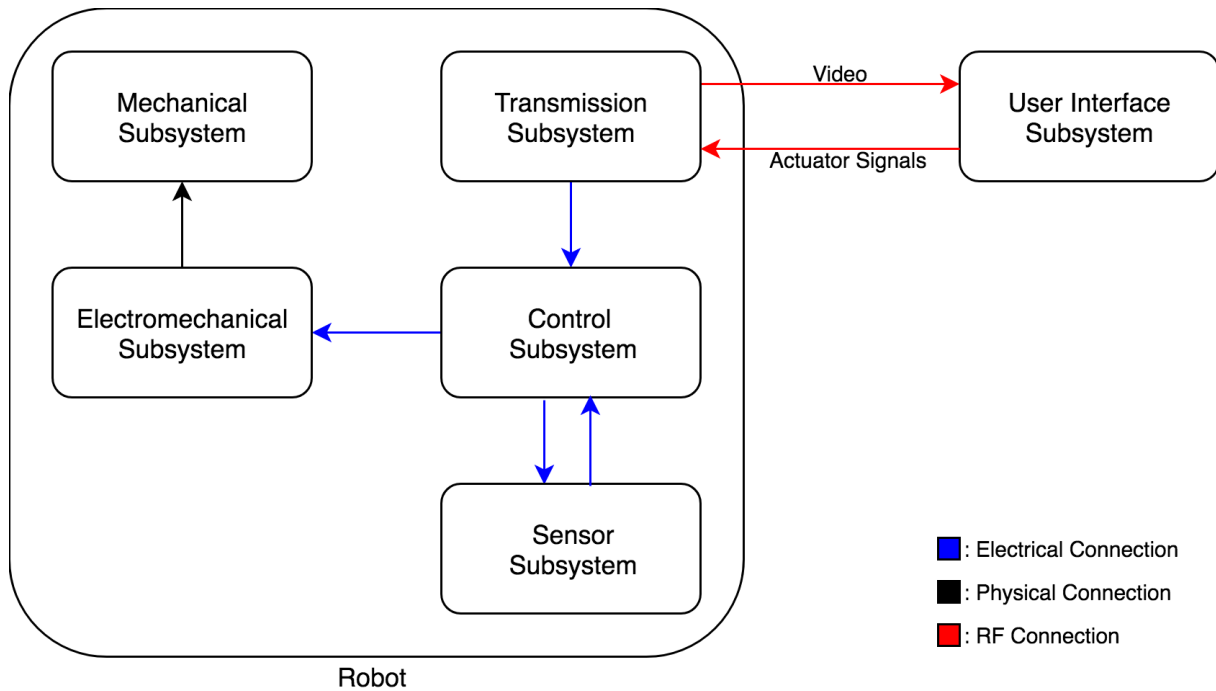 Mechanical
Subsystem
Transmission
Subsystem
Video
Actuator Signals
User Interface
Subsystem
Electromechanical
Subsystem
Control
Subsystem
Sensor
Subsystem
: Electrical Connection
: Physical Connection
: RF Connection
Robot